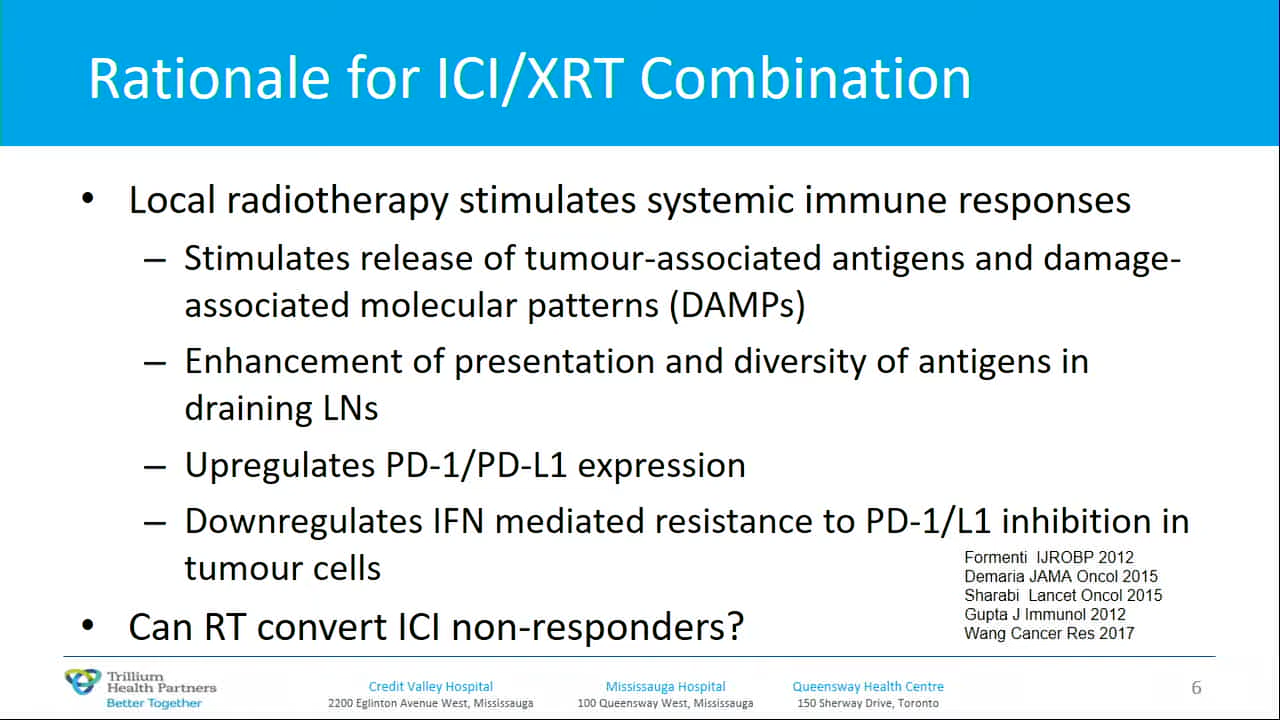 Rationale for ICI/XRT Combination
• Local radiotherapy stimulates systemic immune responses
– Stimulates release of tumour-associated antigens and damage-
associated molecular patterns (DAMPs)
– Enhancement of presentation and diversity of antigens in
draining LNs
– Upregulates PD-1/PD-L1 expression
– Downregulates IFN mediated resistance to PD-1/L1 inhibition in
tumour cells
• Can RT convert ICI non-responders?
Formenti IJROBP 2012
Demaria JAMA Oncol 2015
Sharabi Lancet Oncol 2015
Gupta J Immunol 2012
Wang Cancer Res 2017
Trillium
Health Partners
Better Together
Credit Valley Hospital
2200 Eglinton Avenue West, Mississauga
Mississauga Hospital
100 Queensway West, Mississauga
Queensway Health Centre
150 Sherway Drive, Toronto
6